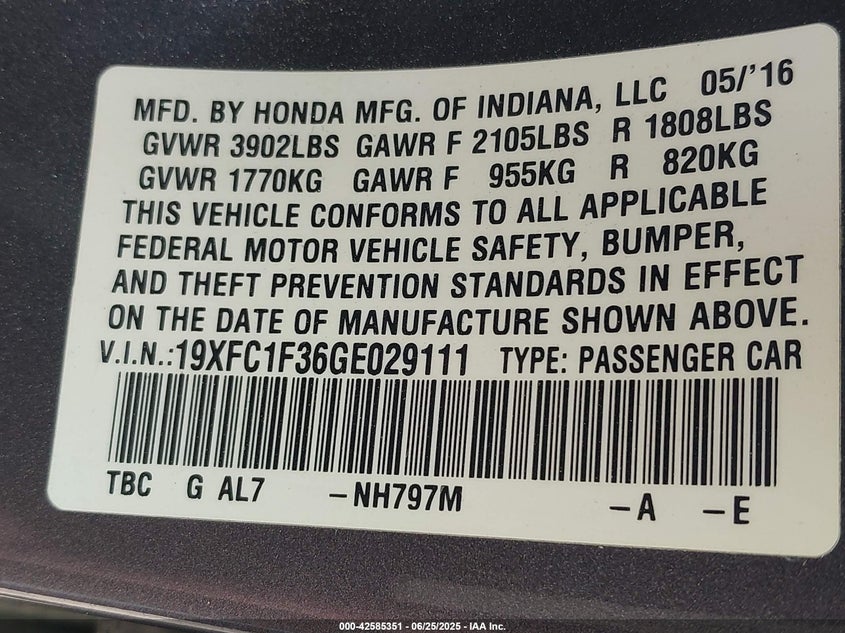 MFD. BY HONDA MFG. OF INDIANA, LLC 05/'16
GVWR 3902LBS GAWR F 2105LBS R 1808LBS
GVWR 1770KG GAWR F 955KG R 820KG
THIS VEHICLE CONFORMS TO ALL APPLICABLE
FEDERAL MOTOR VEHICLE SAFETY, BUMPER,
AND THEFT PREVENTION STANDARDS IN EFFECT
ON THE DATE OF MANUFACTURE SHOWN ABOVE.
V.I.N.:19XFC1F36GE029111 TYPE: PASSENGER CAR
TBC G AL7 -NH797M -A -E
000-42585351 - 06/25/2025 - IAA Inc.